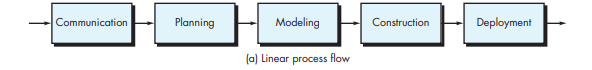 Communication Planning Modeling Construction Deployment
(a) Linear process flow